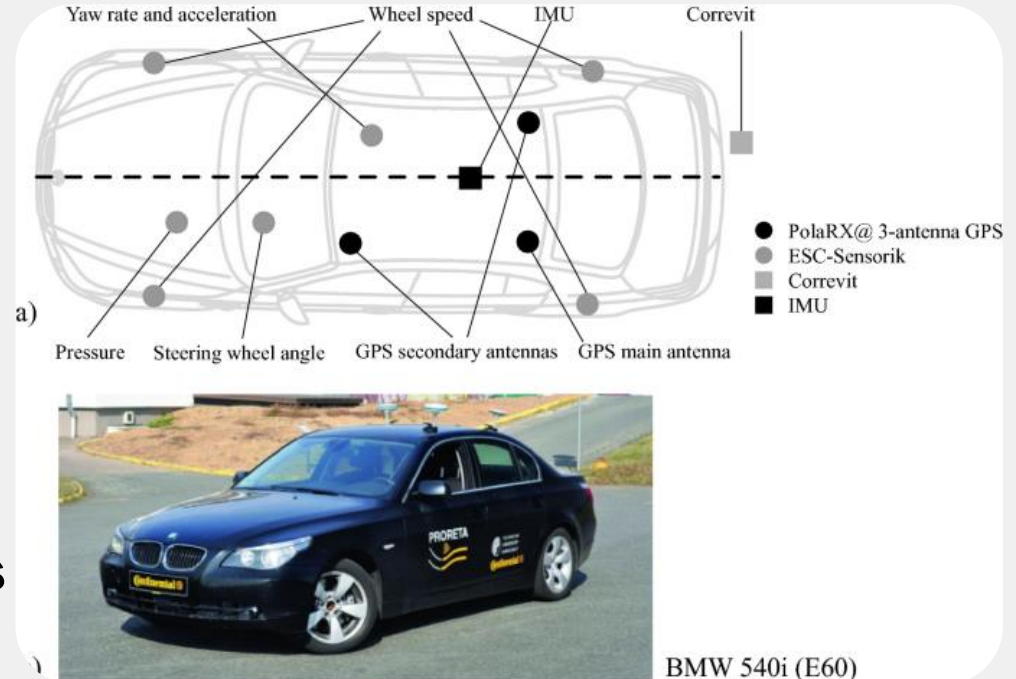 Yaw rate and acceleration Wheel speed IMU Correvit
PolaRX@ 3-antenna GPS
ESC-Sensorik
Correvit
IMU
a)
Pressure Steering wheel angle GPS secondary antennas GPS main antenna
PRORETA
Continental
Continental
s
)
BMW 540i (E60)